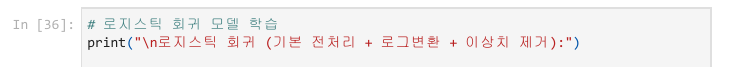 In [36]: # 로지스틱 회귀 모델 학습
print("\n로지스틱 회귀 (기본 전처리 + 로그변환 + 이상치 제거):")